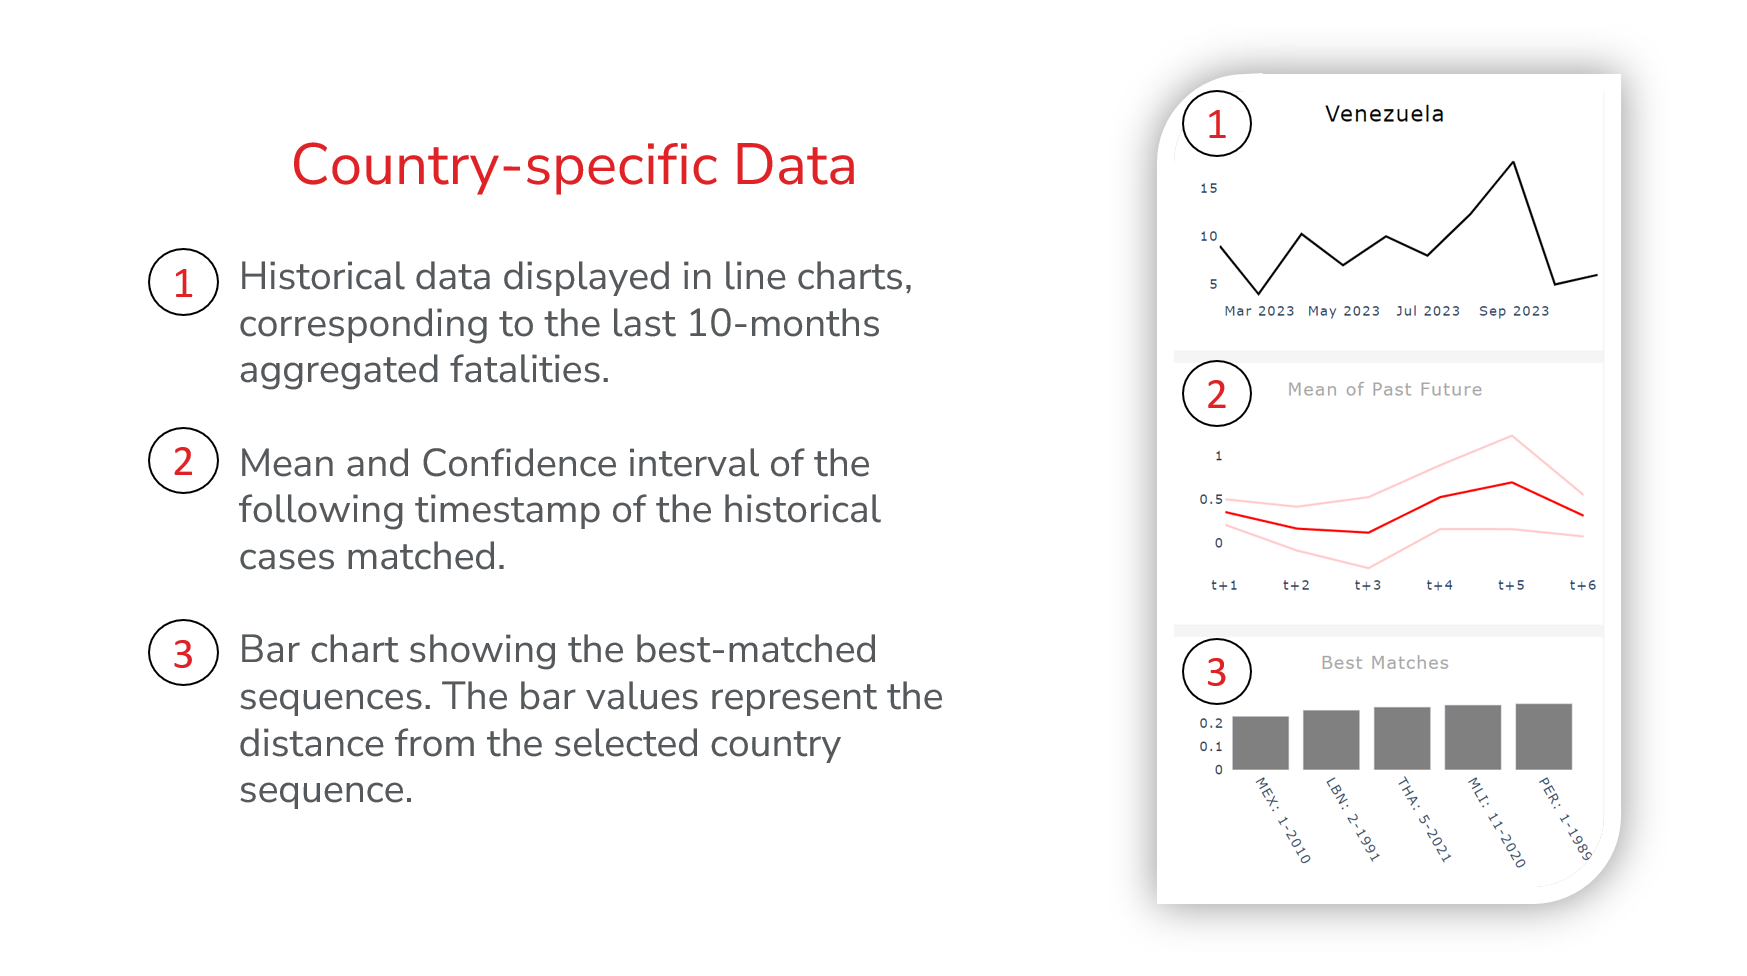 Country-specific Data
1
Historical data displayed in line charts,
corresponding to the last 10-months
aggregated fatalities.
2
Mean and Confidence interval of the
following timestamp of the historical
cases matched.
3
Bar chart showing the best-matched
sequences. The bar values represent the
distance from the selected country
sequence.
1
Venezuela
15
10
5
Mar 2023 May 2023 Jul 2023 Sep 2023
2
Mean of Past Future
1
0.5
0
t+1 t+2 t+3 t+4 t+5 t+6
3
Best Matches
0.2
0.1
0
MEX: 1-2010
LBN: 2-1991
THA: 5-2021
MLI: 11-2020
PER: 1-1989